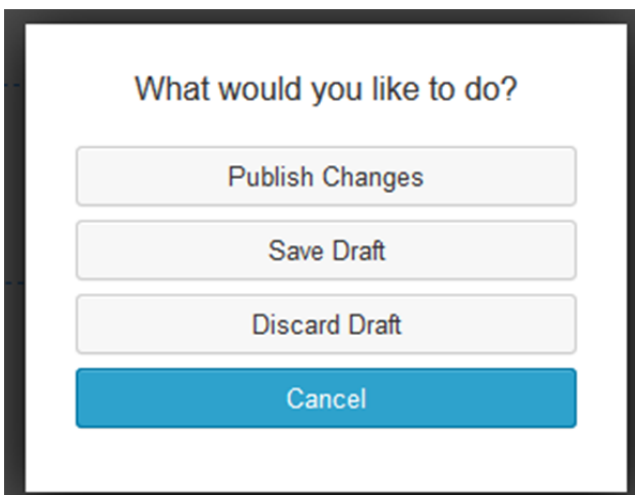 What would you like to do?
Publish Changes
Save Draft
Discard Draft
Cancel